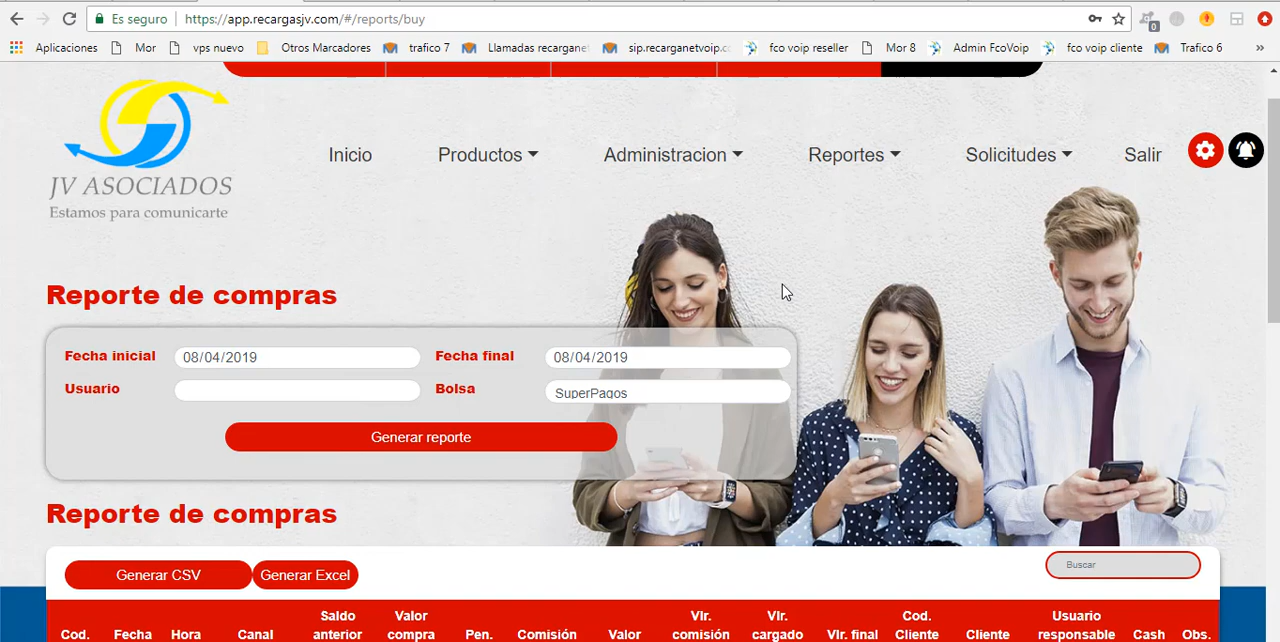 Es seguro https://app.recargasjv.com/#/reports/buy
0
Aplicaciones Mor vps nuevo Otros Marcadores trafico 7 Llamadas recargane sip.recarganetvoip.c fco voip reseller Mor 8 Admin FcoVoip fco voip cliente Trafico 6 »
JV ASOCIADOS
Estamos para comunicarte
Inicio Productos Administracion Reportes Solicitudes Salir
Reporte de compras
Fecha inicial 08/04/2019 Fecha final 08/04/2019
Usuario Bolsa SuperPagos
Generar reporte
Reporte de compras
Generar CSV Generar Excel Buscar
Cod. Fecha Hora Canal Saldo anterior Valor compra Pen. Comisión Valor Vlr. comisión Vlr. cargado Vlr. final Cod. Cliente Cliente Usuario responsable Cash Obs.